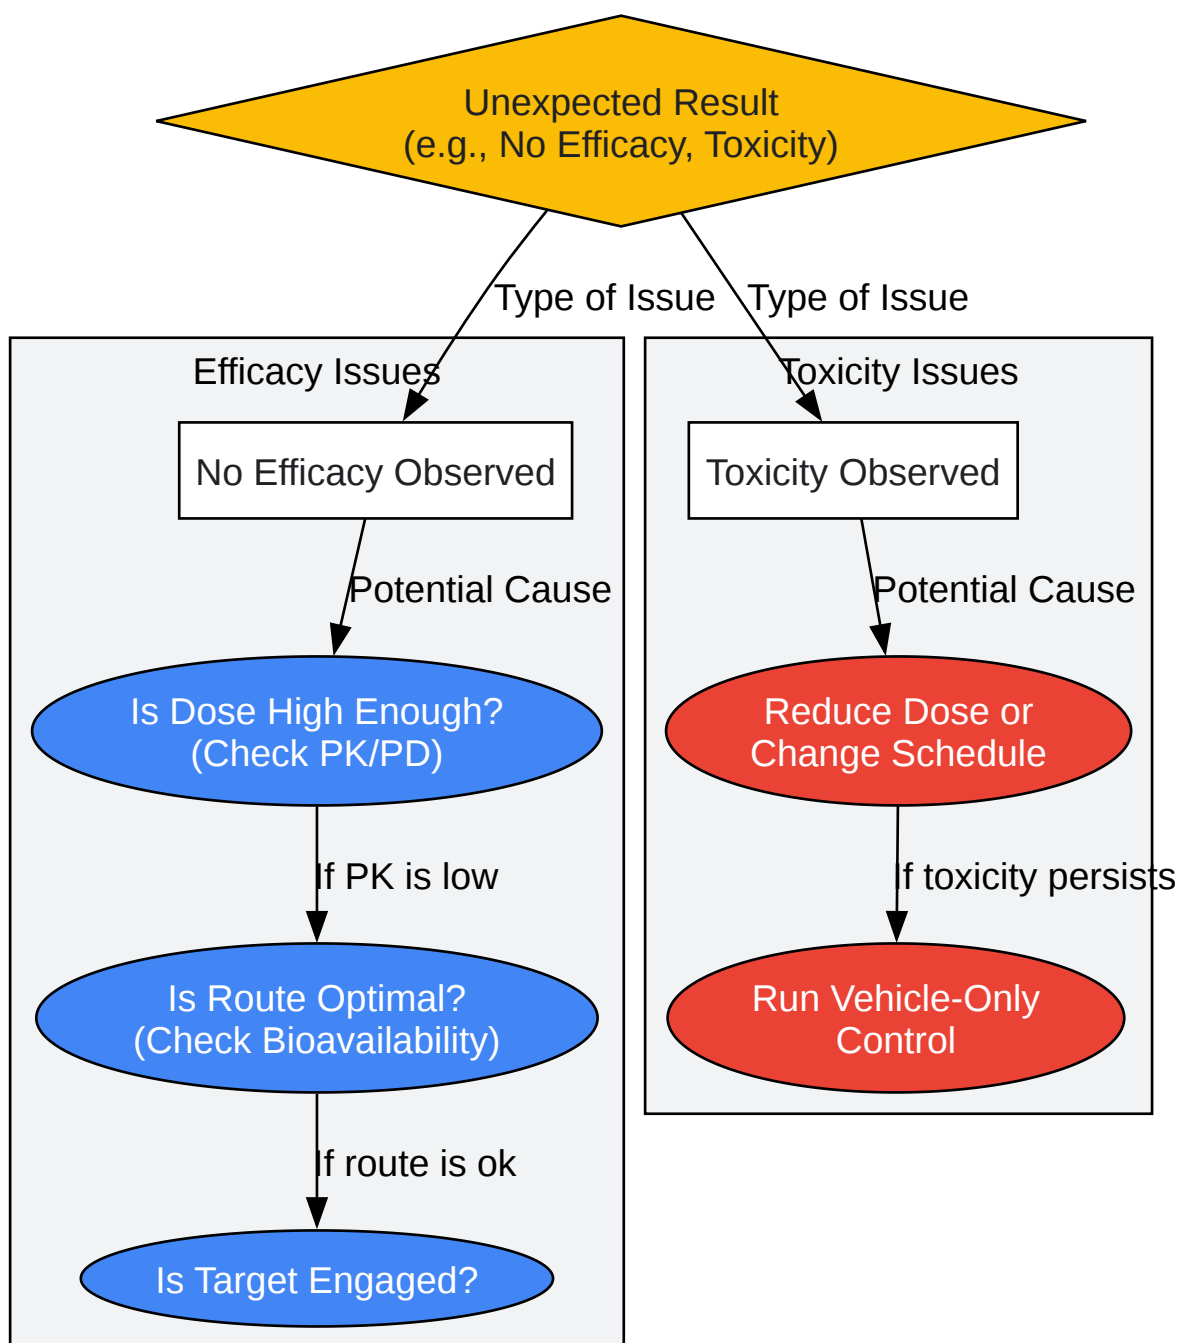 Unexpected Result
(e.g., No Efficacy, Toxicity)
Type of Issue
Type of Issue
Efficacy Issues
Toxicity Issues
No Efficacy Observed
Toxicity Observed
Potential Cause
Potential Cause
Is Dose High Enough?
(Check PK/PD)
Reduce Dose or
Change Schedule
If PK is low
If toxicity persists
Is Route Optimal?
(Check Bioavailability)
Run Vehicle-Only
Control
If route is ok
Is Target Engaged?